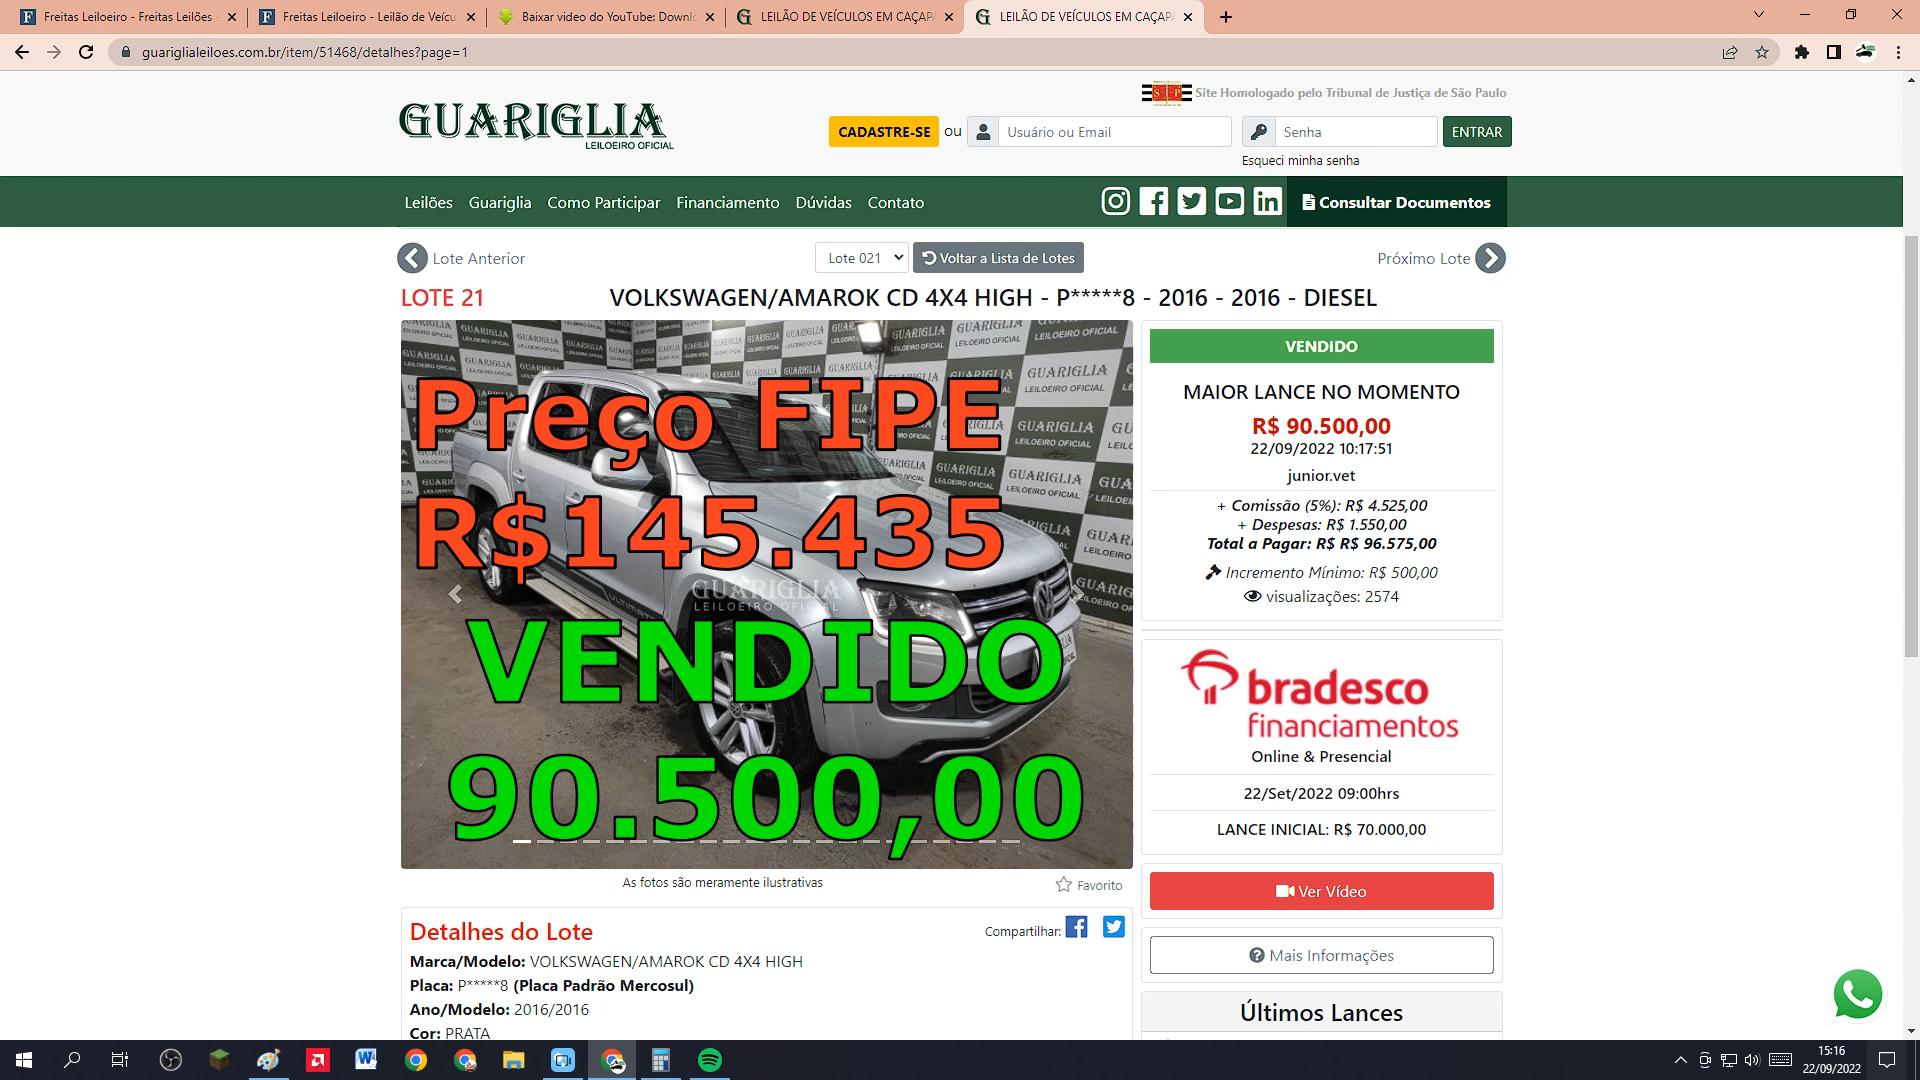 Freitas Leiloeiro - Freitas Leilões
Freitas Leiloeiro - Leilão de Veícu
Baixar video do YouTube: Downlo
LEILÃO DE VEÍCULOS EM CAÇAPA
LEILÃO DE VEÍCULOS EM CAÇAPA
guariglialeiloes.com.br/item/51468/detalhes?page=1
GUARIGLIA
LEILOEIRO OFICIAL
Site Homologado pelo Tribunal de Justiça de São Paulo
CADASTRE-SE ou Usuário ou Email Senha ENTRAR
Esqueci minha senha
Leilões Guariglia Como Participar Financiamento Dúvidas Contato Consultar Documentos
Lote Anterior Lote 021 Voltar a Lista de Lotes Próximo Lote
LOTE 21 VOLKSWAGEN/AMAROK CD 4X4 HIGH - P*****8 - 2016 - 2016 - DIESEL
Preço FIPE
R$145.435
GUARIGLIA
LEILOEIRO OFICIAL
VENDIDO
90.500,00
As fotos são meramente ilustrativas
Favorito
VENDIDO
MAIOR LANCE NO MOMENTO
R$ 90.500,00
22/09/2022 10:17:51
junior.vet
+ Comissão (5%): R$ 4.525,00
+ Despesas: R$ 1.550,00
Total a Pagar: R$ R$ 96.575,00
Incremento Mínimo: R$ 500,00
visualizações: 2574
bradesco
financiamentos
Online & Presencial
22/Set/2022 09:00hrs
LANCE INICIAL: R$ 70.000,00
Ver Vídeo
Mais Informações
Últimos Lances
Detalhes do Lote
Compartilhar:
Marca/Modelo: VOLKSWAGEN/AMAROK CD 4X4 HIGH
Placa: P*****8 (Placa Padrão Mercosul)
Ano/Modelo: 2016/2016
Cor: PRATA
15:16
22/09/2022